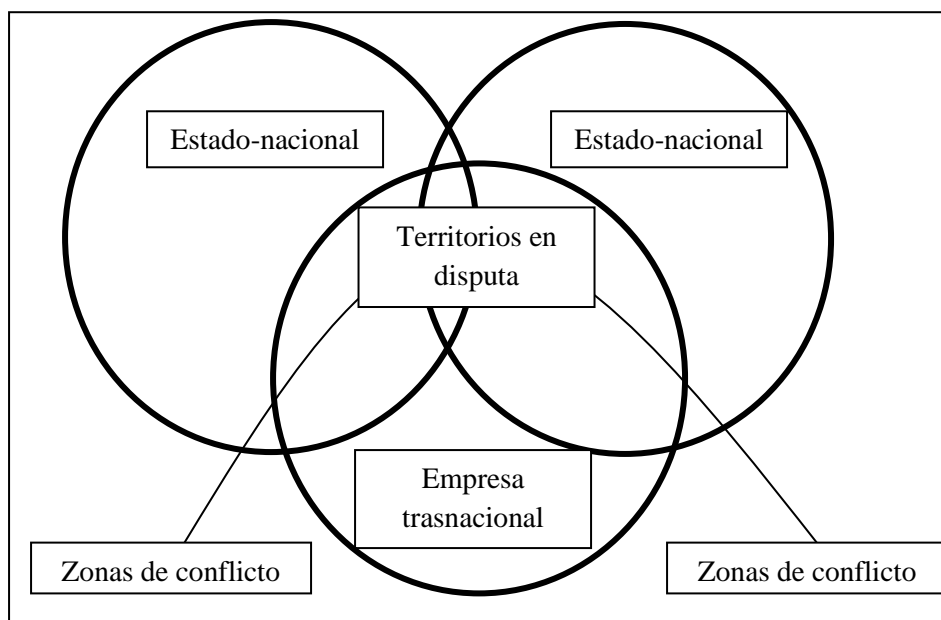 Estado-nacional
Estado-nacional
Territorios en
disputa
Empresa
trasnacional
Zonas de conflicto
Zonas de conflicto